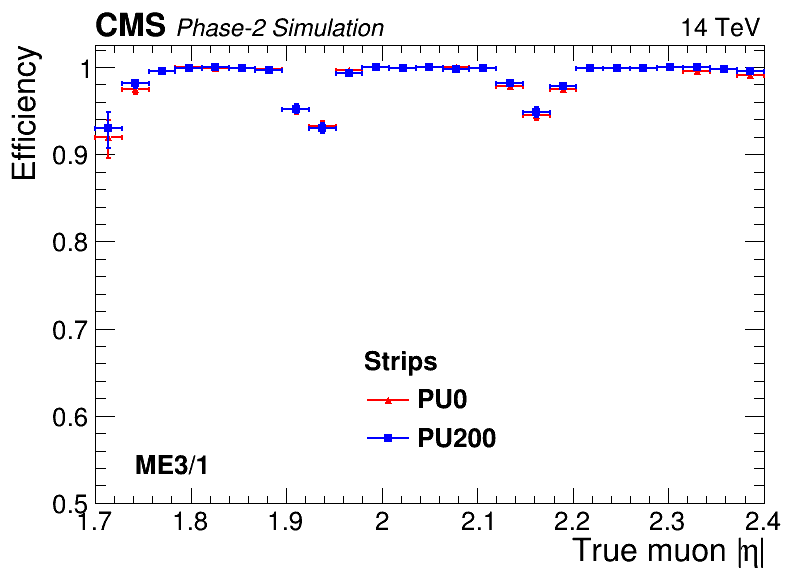 CMS Phase-2 Simulation 14 TeV
Efficiency
1
0.9
0.8
0.7
0.6
0.5
Strips
PU0
PU200
ME3/1
1.7 1.8 1.9 2 2.1 2.2 2.3 2.4
True muon |η|